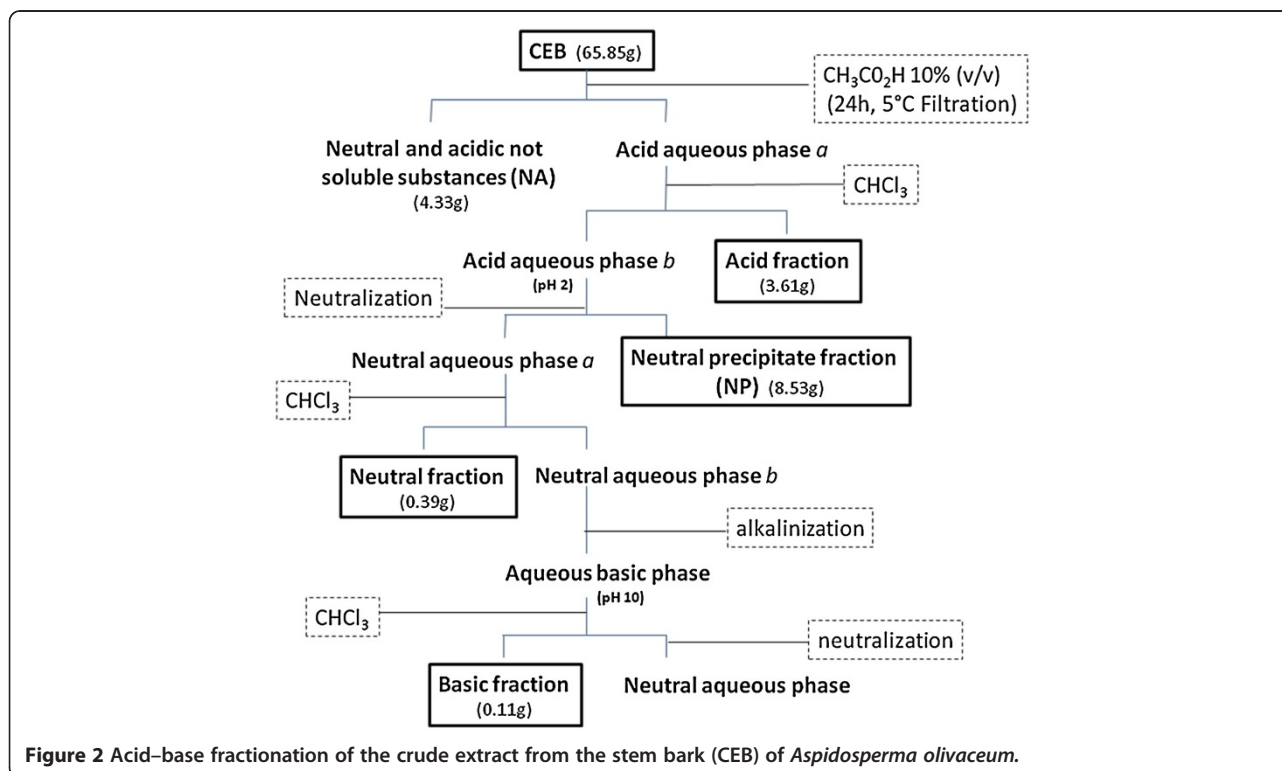 CEB (65.85g)
CH₃CO₂H 10% (v/v)
(24h, 5°C Filtration)
Neutral and acidic not
soluble substances (NA)
(4.33g)
Acid aqueous phase a
CHCl₃
Acid aqueous phase b
(pH 2)
Acid fraction
(3.61g)
Neutralization
Neutral aqueous phase a
Neutral precipitate fraction
(NP) (8.53g)
CHCl₃
Neutral fraction
(0.39g)
Neutral aqueous phase b
alkalinization
Aqueous basic phase
(pH 10)
CHCl₃
neutralization
Basic fraction
(0.11g)
Neutral aqueous phase
Figure 2 Acid–base fractionation of the crude extract from the stem bark (CEB) of Aspidosperma olivaceum.